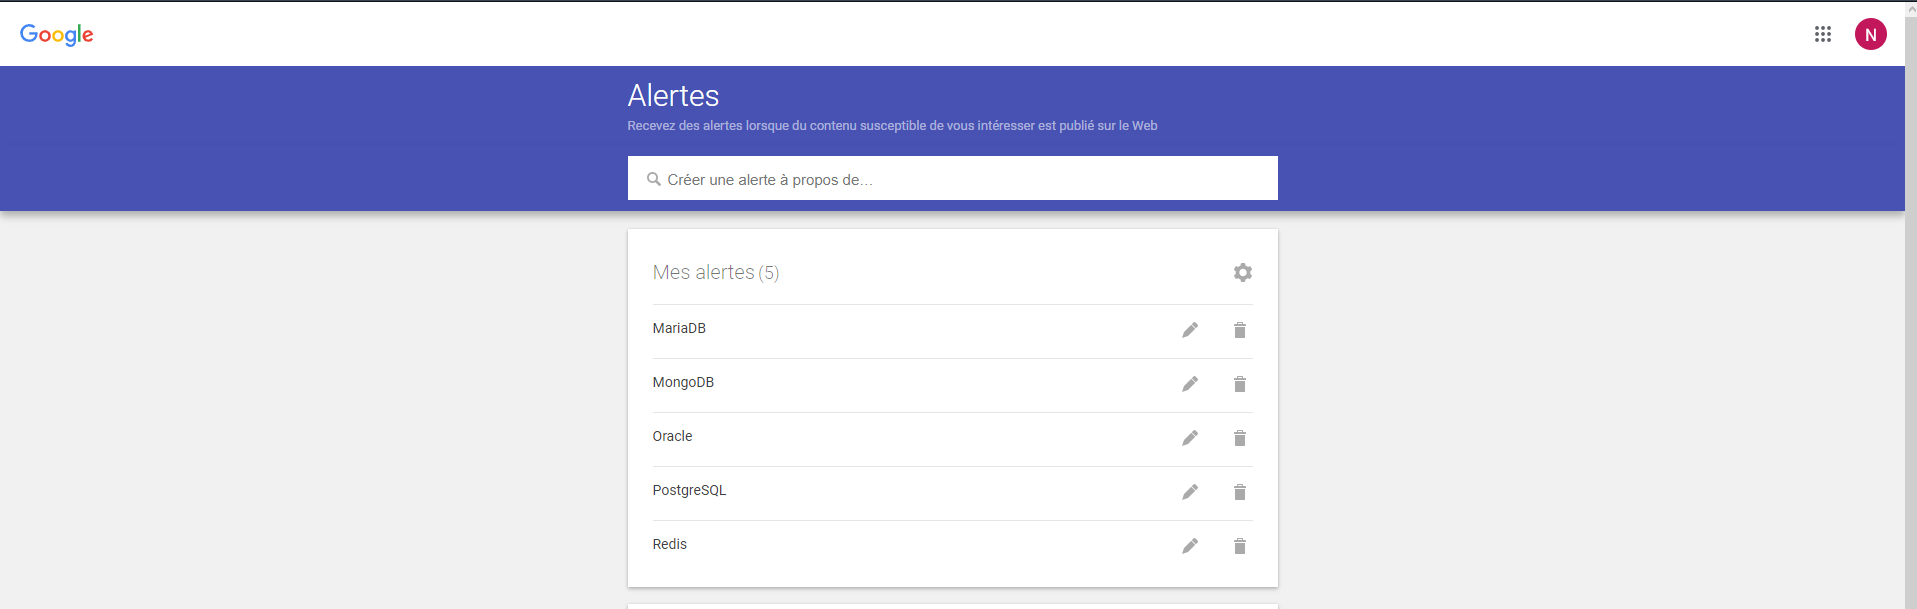 Google
N
Alertes
Recevez des alertes lorsque du contenu susceptible de vous intéresser est publié sur le Web
Créer une alerte à propos de...
Mes alertes (5)
MariaDB
MongoDB
Oracle
PostgreSQL
Redis